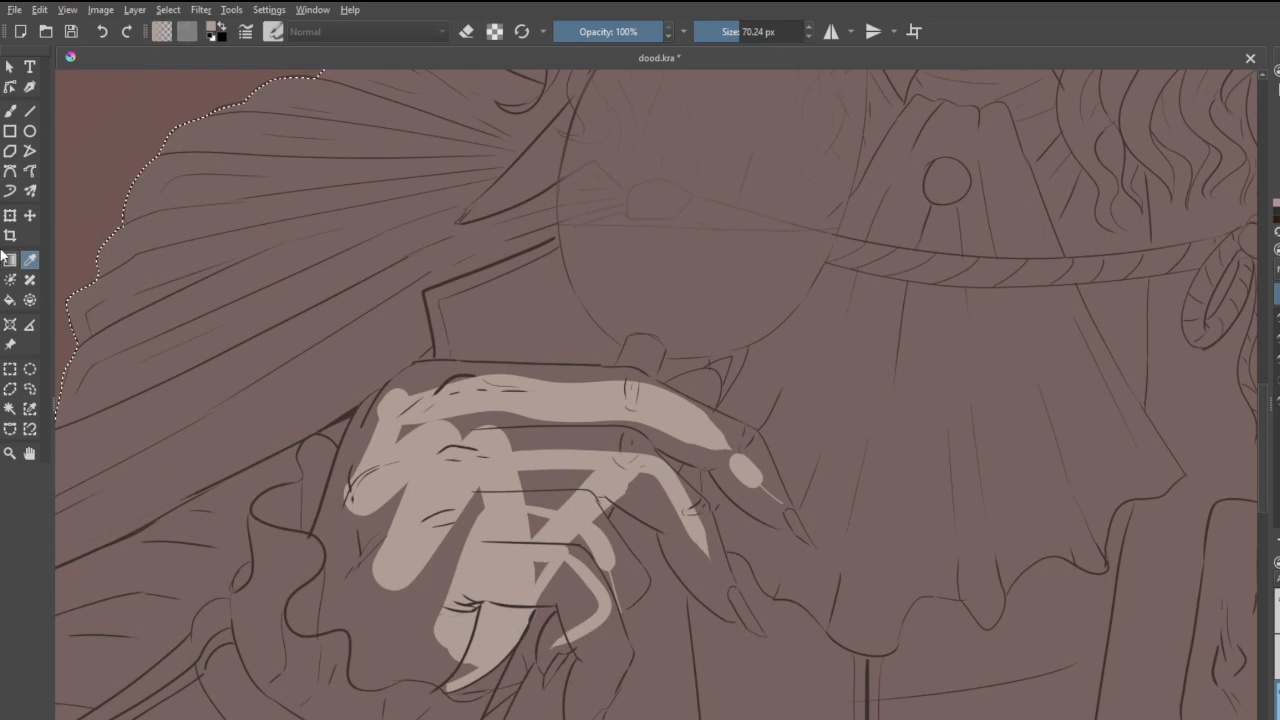 File Edit View Image Layer Select Filter Tools Settings Window Help
Normal Opacity: 100% Size: 70.24 px
dood.kra *